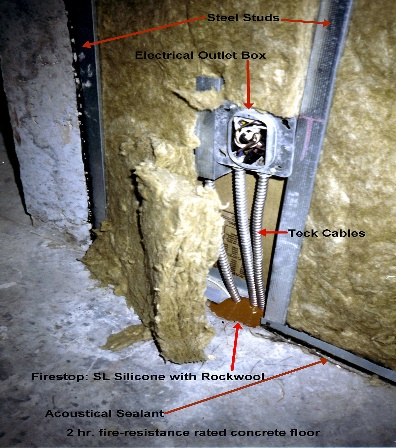 Steel Studs
Electrical Outlet Box
Teck Cables
Firestop: SL Silicone with Rockwool
Acoustical Sealant
2 hr. fire-resistance rated concrete floor